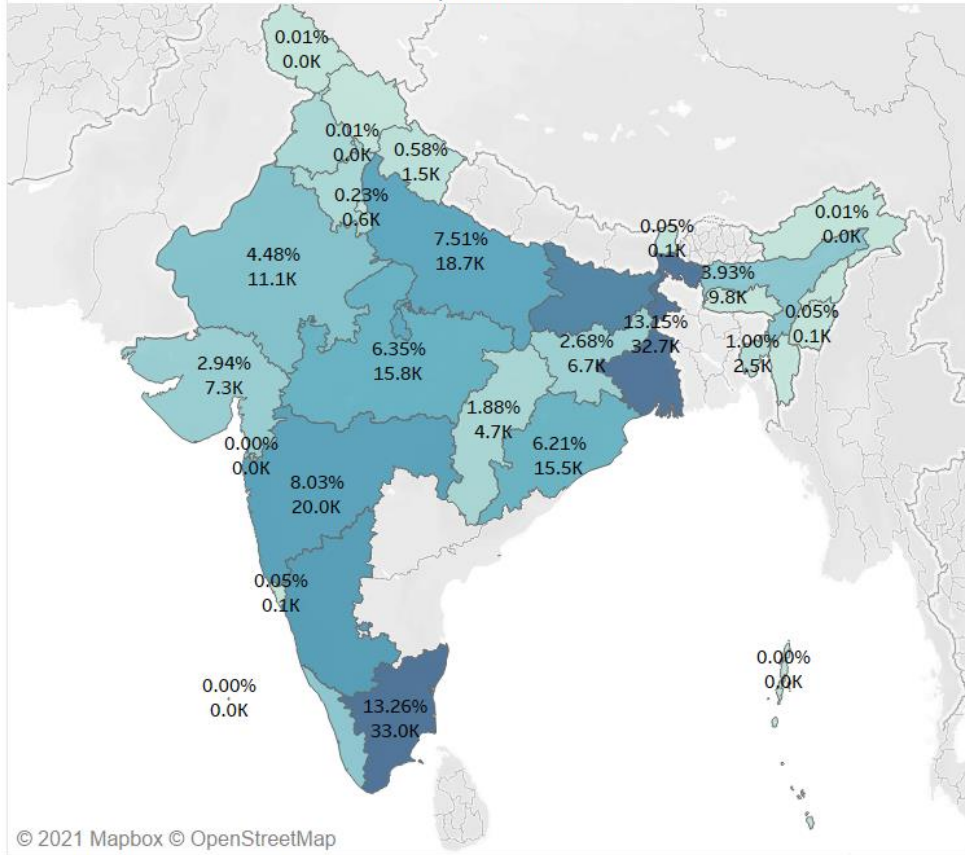 0.01%
0.0K
0.01%
0.0K
0.58%
1.5K
0.23%
0.6K
4.48%
11.1K
7.51%
18.7K
0.05%
0.1K
0.01%
0.0K
3.93%
9.8K
0.05%
0.1K
1.00%
2.5K
13.15%
32.7K
2.68%
6.7K
6.35%
15.8K
2.94%
7.3K
1.88%
4.7K
6.21%
15.5K
0.00%
0.0K
8.03%
20.0K
0.05%
0.1K
0.00%
0.0K
0.00%
0.0K
13.26%
33.0K
© 2021 Mapbox © OpenStreetMap